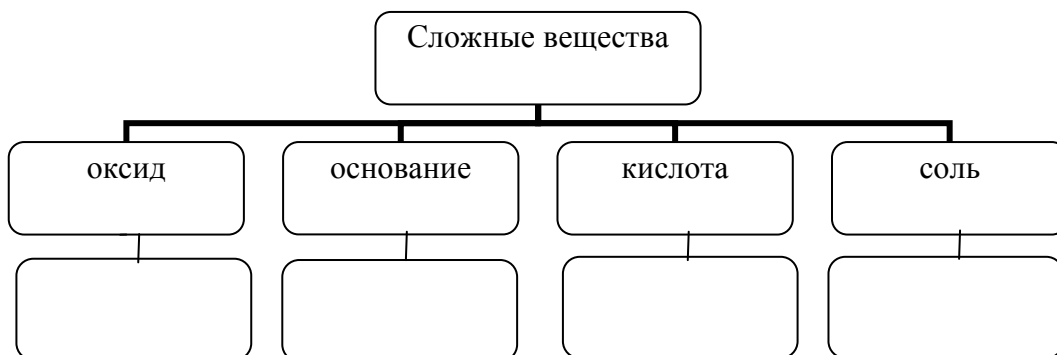 Сложные вещества
оксид
основание
кислота
соль